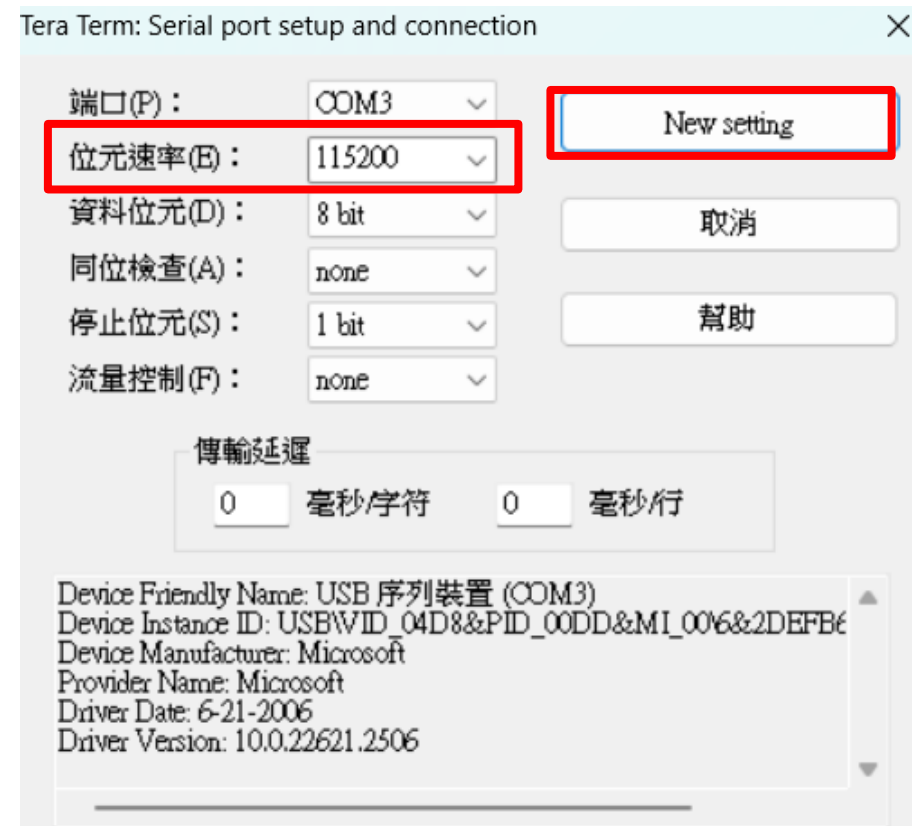 Tera Term: Serial port setup and connection
端口(P)： COM3
New setting
位元速率(E)： 115200
資料位元(D)： 8 bit
取消
同位檢查(A)： none
停止位元(S)： 1 bit
幫助
流量控制(F)： none
傳輸延遲
0 毫秒/字符 0 毫秒/行
Device Friendly Name: USB 序列裝置 (COM3)
Device Instance ID: USB\VID_04D8&PID_00DD&MI_00\6&2DEFB6
Device Manufacturer: Microsoft
Provider Name: Microsoft
Driver Date: 6-21-2006
Driver Version: 10.0.22621.2506